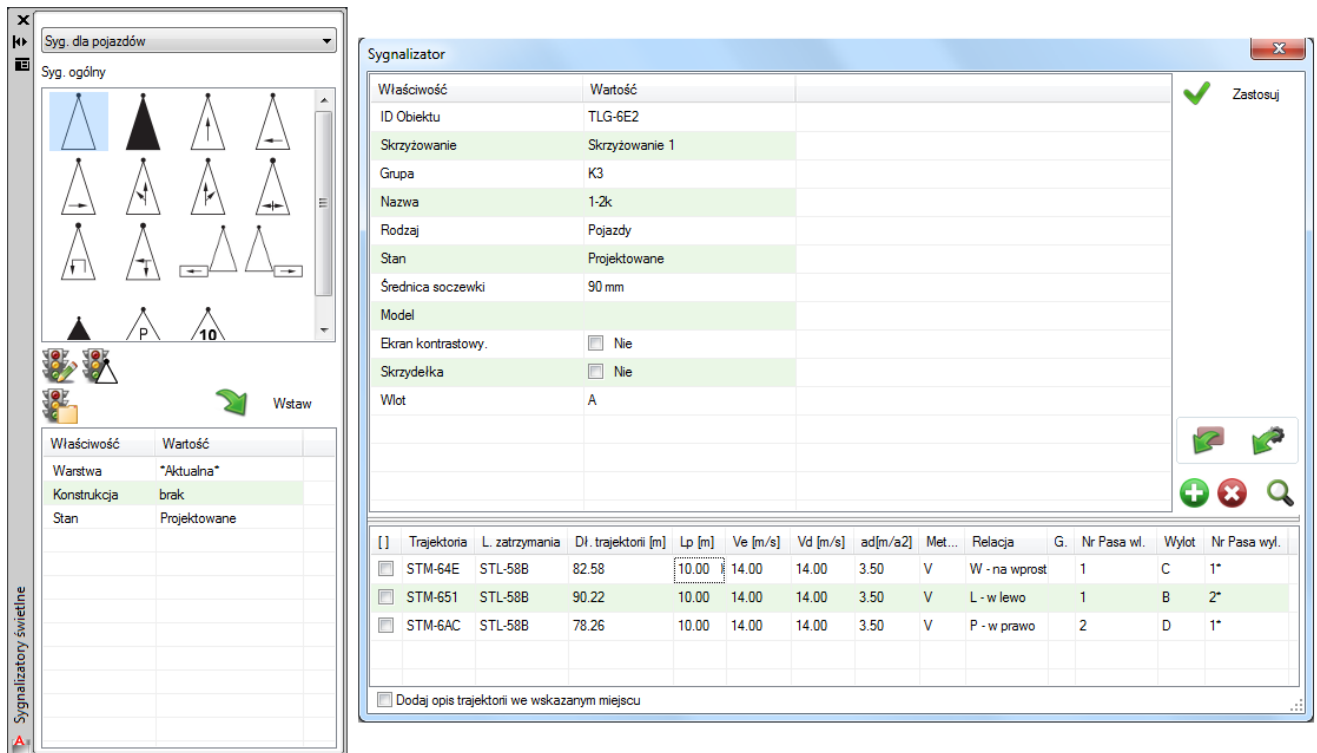 Syg. dla pojazdów
Syg. ogólny
P
10
Wstaw
Właściwość Wartość
Warstwa *Aktualna*
Konstrukcja brak
Stan Projektowane
Sygnalizatory świetlne
Sygnalizator
Właściwość Wartość
ID Obiektu TLG-6E2
Skrzyżowanie Skrzyżowanie 1
Grupa K3
Nazwa 1-2k
Rodzaj Pojazdy
Stan Projektowane
Średnica soczewki 90 mm
Model
Ekran kontrastowy. Nie
Skrzydełka Nie
Wlot A
Zastosuj
[ ] Trajektoria L. zatrzymania Dł. trajektorii [m] Lp [m] Ve [m/s] Vd [m/s] ad[m/a2] Met... Relacja G. Nr Pasa wl. Wylot Nr Pasa wyl.
STM-64E STL-58B 82.58 10.00 14.00 14.00 3.50 V W - na wprost 1 C 1*
STM-651 STL-58B 90.22 10.00 14.00 14.00 3.50 V L - w lewo 1 B 2*
STM-6AC STL-58B 78.26 10.00 14.00 14.00 3.50 V P - w prawo 2 D 1*
Dodaj opis trajektorii we wskazanym miejscu